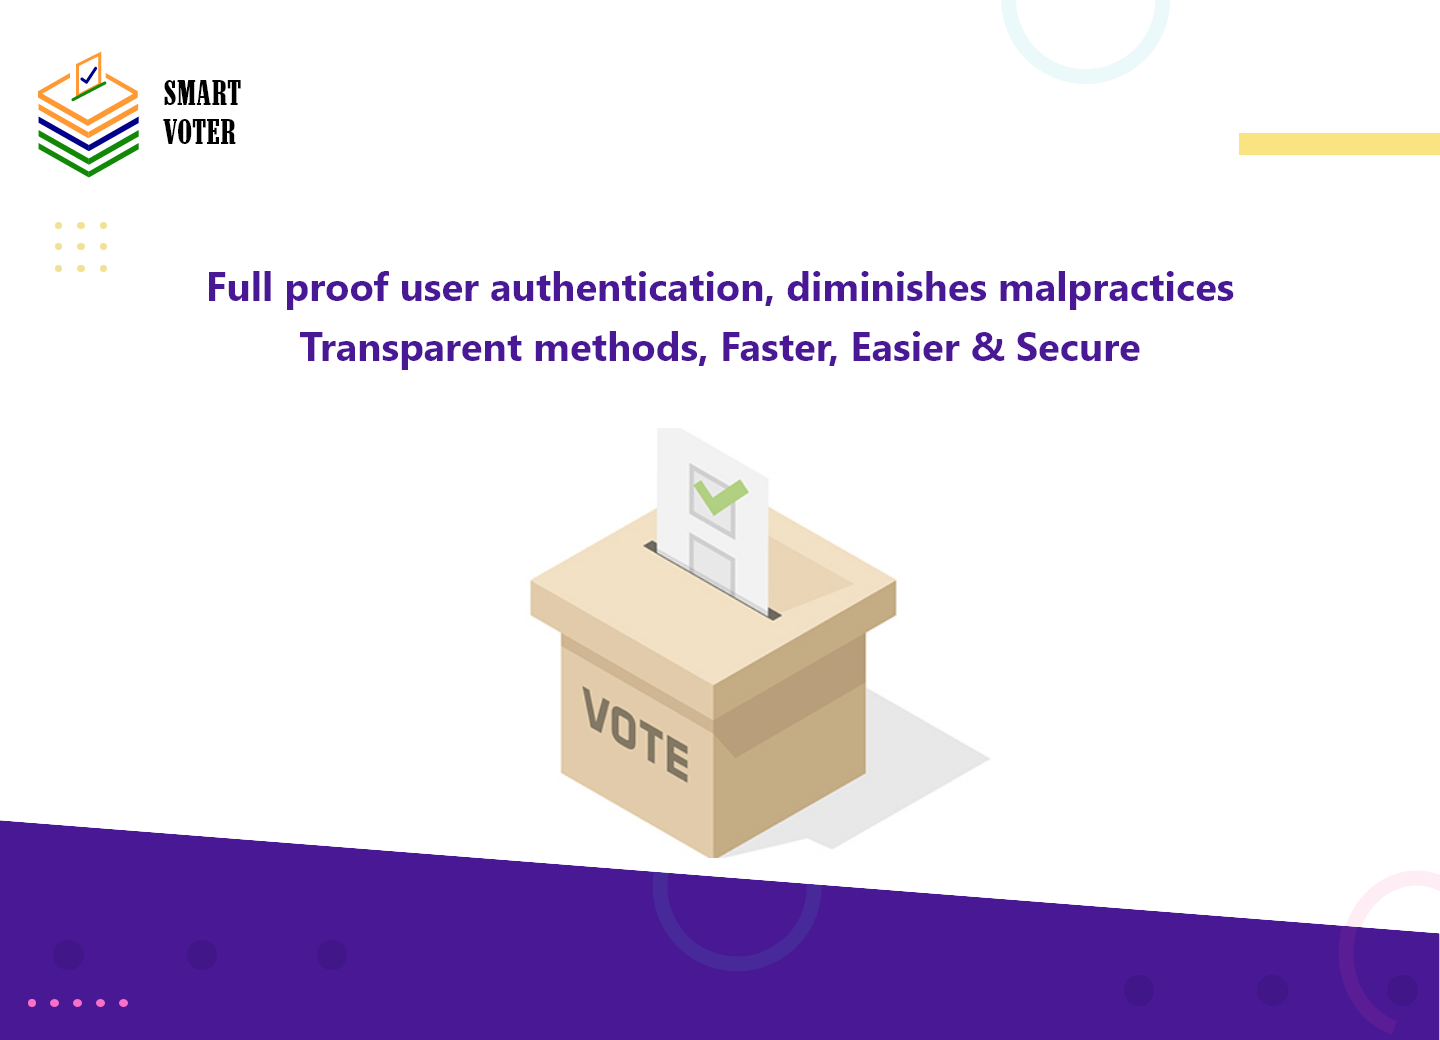 SMART
VOTER
Full proof user authentication, diminishes malpractices
Transparent methods, Faster, Easier & Secure
VOTE